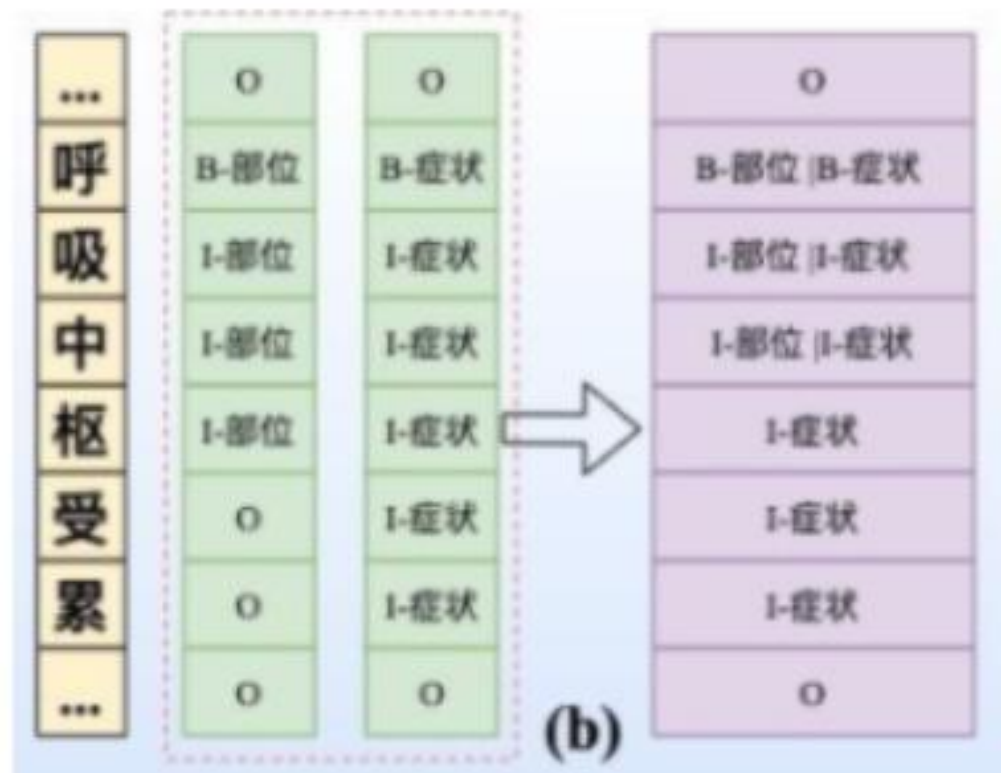 ... O O O
呼 B-部位 B-症状 B-部位 |B-症状
吸 I-部位 I-症状 I-部位 |I-症状
中 I-部位 I-症状 I-部位 |I-症状
枢 I-部位 I-症状 I-症状
受 O I-症状 I-症状
累 O I-症状 I-症状
... O O O
(b)